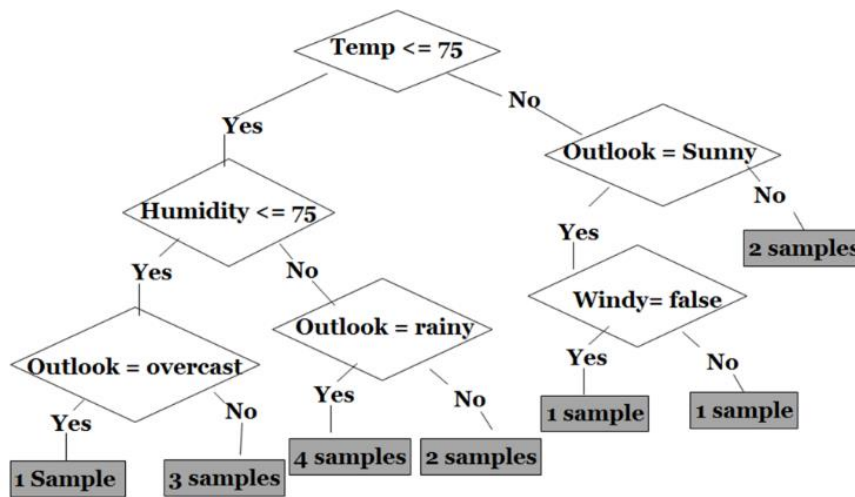 Temp <= 75
Yes
No
Outlook = Sunny
Humidity <= 75
No
Yes
2 samples
Yes
No
Windy= false
Outlook = rainy
Outlook = overcast
Yes
No
Yes
No
Yes
No
1 sample
1 sample
1 Sample
3 samples
4 samples
2 samples